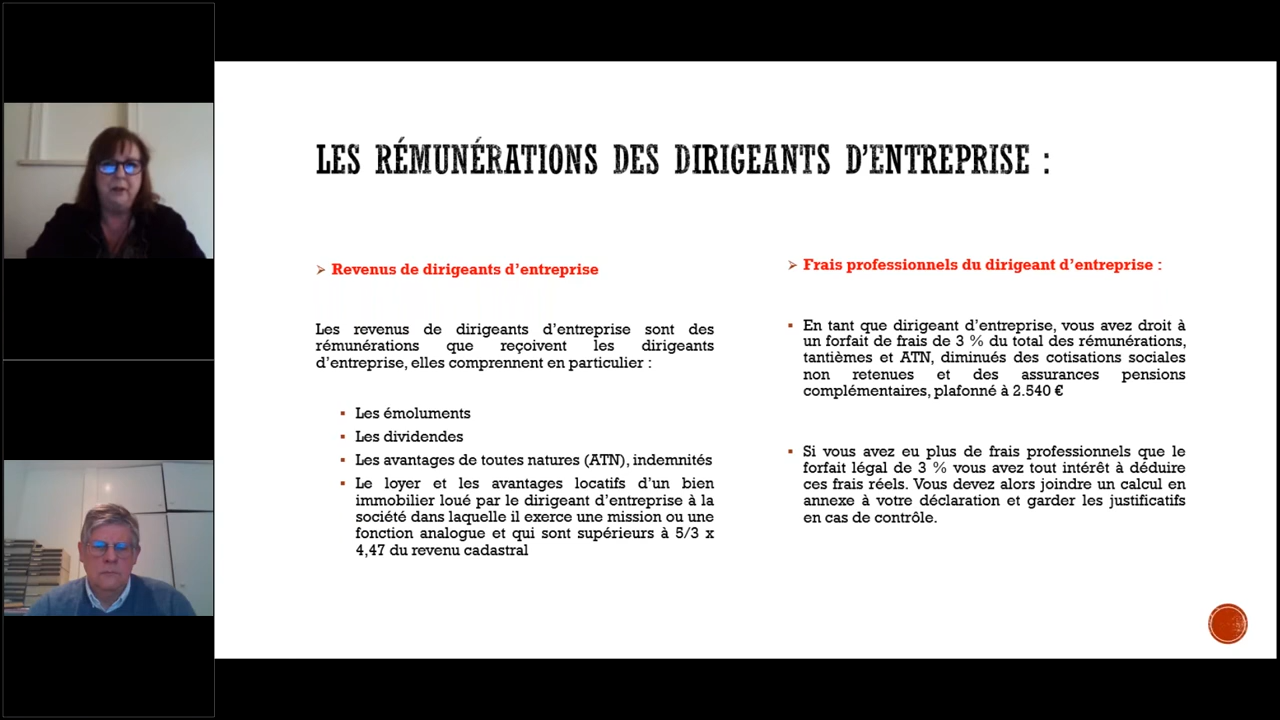 LES RÉMUNÉRATIONS DES DIRIGEANTS D'ENTREPRISE :
Revenus de dirigeants d'entreprise
Les revenus de dirigeants d'entreprise sont des
rémunérations que reçoivent les dirigeants
d'entreprise, elles comprennent en particulier :
Les émoluments
Les dividendes
Les avantages de toutes natures (ATN), indemnités
Le loyer et les avantages locatifs d'un bien
immobilier loué par le dirigeant d'entreprise à la
société dans laquelle il exerce une mission ou une
fonction analogue et qui sont supérieurs à 5/3 x
4,47 du revenu cadastral
Frais professionnels du dirigeant d'entreprise :
En tant que dirigeant d'entreprise, vous avez droit à
un forfait de frais de 3 % du total des rémunérations,
tantièmes et ATN, diminués des cotisations sociales
non retenues et des assurances pensions
complémentaires, plafonné à 2.540 €
Si vous avez eu plus de frais professionnels que le
forfait légal de 3 % vous avez tout intérêt à déduire
ces frais réels. Vous devez alors joindre un calcul en
annexe à votre déclaration et garder les justificatifs
en cas de contrôle.